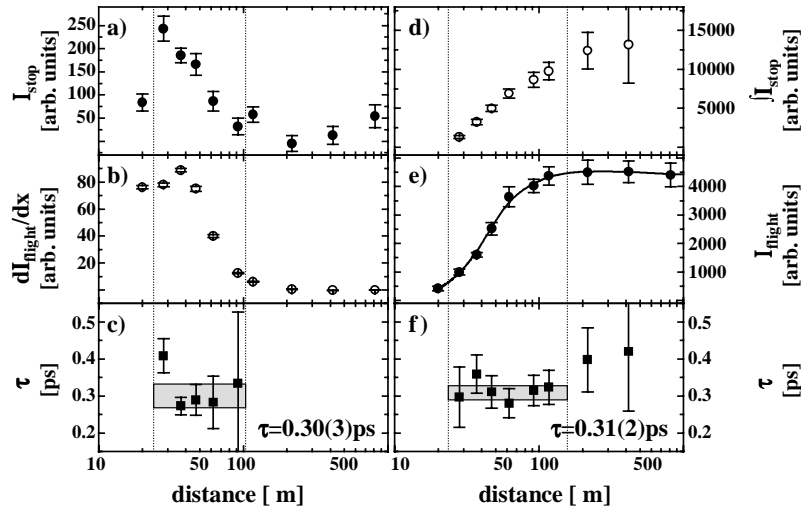 a)
I_stop
[arb. units]
250
200
150
100
50
0
b)
dI_flight/dx
[arb. units]
80
60
40
20
0
c)
τ
[ps]
0.5
0.4
0.3
0.2
τ=0.30(3)ps
10 50 100 500
distance [ m]
d)
∫I_stop
[arb. units]
15000
10000
5000
e)
I_flight
[arb. units]
4000
3000
2000
1000
f)
τ
[ps]
0.5
0.4
0.3
0.2
τ=0.31(2)ps
10 50 100 500
distance [ m]